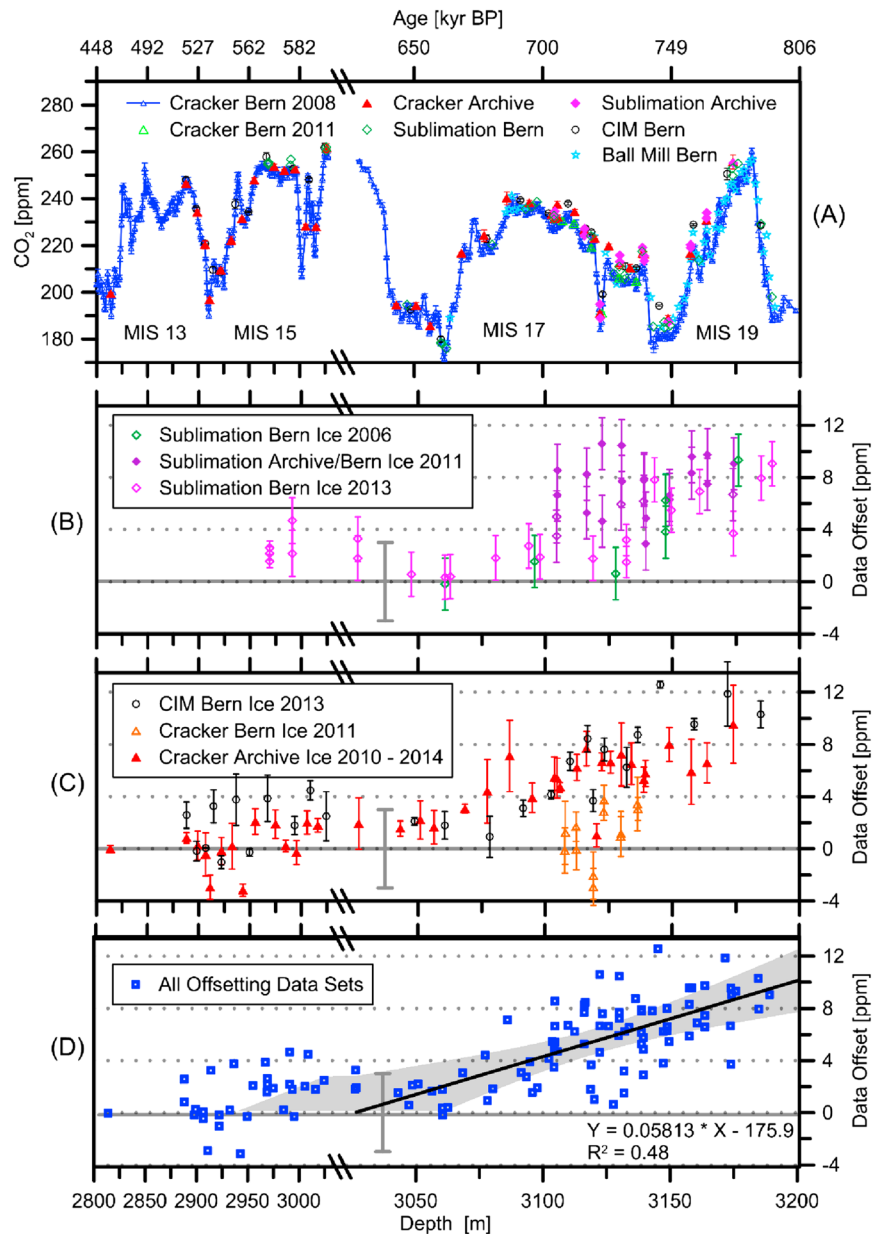 Age [kyr BP]
448 492 527 562 582 650 700 749 806
280
260
240
220
200
180
CO2 [ppm]
Cracker Bern 2008
Cracker Archive
Sublimation Archive
Cracker Bern 2011
Sublimation Bern
CIM Bern
Ball Mill Bern
(A)
MIS 13
MIS 15
MIS 17
MIS 19
(B)
Sublimation Bern Ice 2006
Sublimation Archive/Bern Ice 2011
Sublimation Bern Ice 2013
12
8
4
0
-4
Data Offset [ppm]
(C)
CIM Bern Ice 2013
Cracker Bern Ice 2011
Cracker Archive Ice 2010 - 2014
12
8
4
0
-4
Data Offset [ppm]
(D)
All Offsetting Data Sets
12
8
4
0
-4
Data Offset [ppm]
Y = 0.05813 * X - 175.9
R² = 0.48
2800 2850 2900 2950 3000 3050 3100 3150 3200
Depth [m]